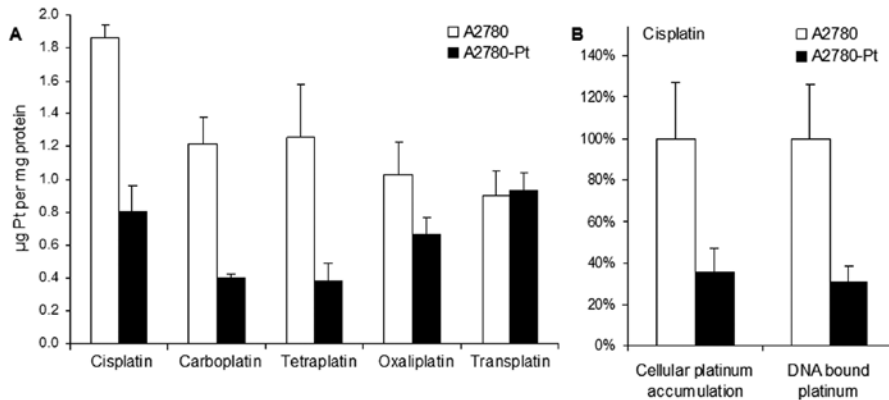 A
µg Pt per mg protein
2.0
1.8
1.6
1.4
1.2
1.0
0.8
0.6
0.4
0.2
0.0
A2780
A2780-Pt
Cisplatin Carboplatin Tetraplatin Oxaliplatin Transplatin
B
Cisplatin
A2780
A2780-Pt
140%
120%
100%
80%
60%
40%
20%
0%
Cellular platinum
accumulation
DNA bound
platinum